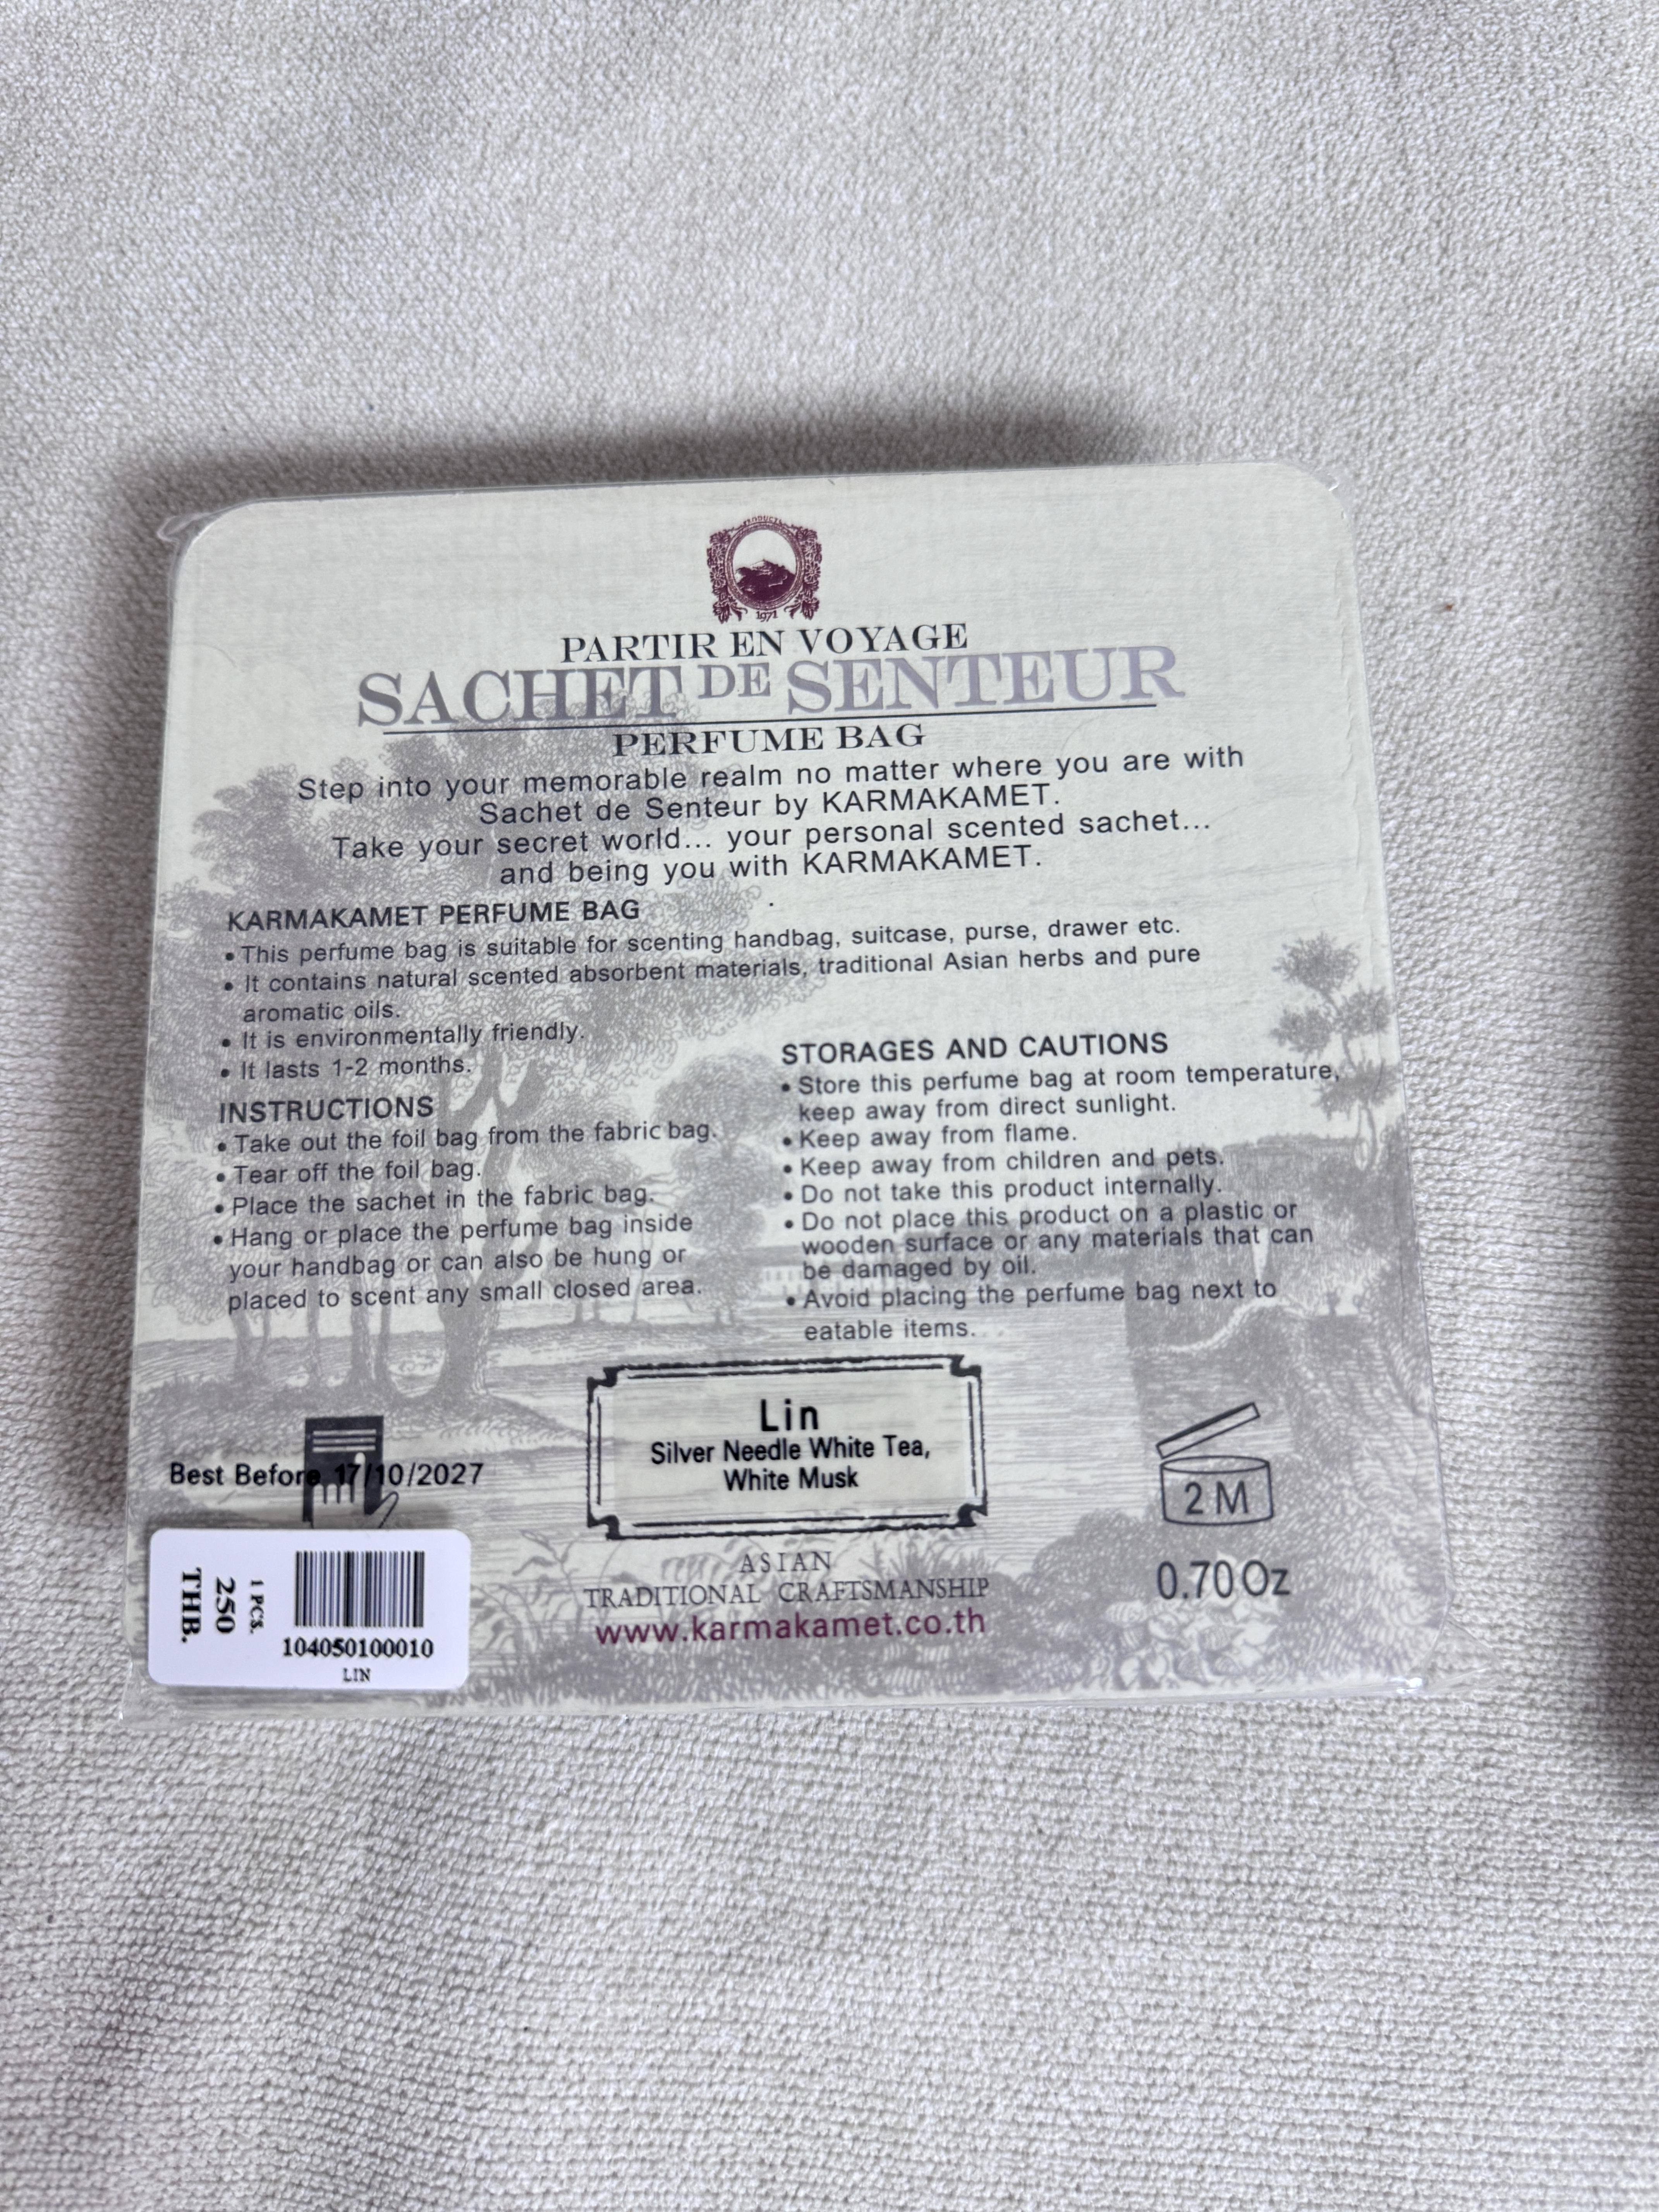 PRODUCTS
1971
PARTIR EN VOYAGE
SACHET DE SENTEUR
PERFUME BAG
Step into your memorable realm no matter where you are with
Sachet de Senteur by KARMAKAMET.
Take your secret world... your personal scented sachet...
and being you with KARMAKAMET.
KARMAKAMET PERFUME BAG
• This perfume bag is suitable for scenting handbag, suitcase, purse, drawer etc.
• It contains natural scented absorbent materials, traditional Asian herbs and pure
aromatic oils.
• It is environmentally friendly.
• It lasts 1-2 months.
INSTRUCTIONS
• Take out the foil bag from the fabric bag.
• Tear off the foil bag.
• Place the sachet in the fabric bag.
• Hang or place the perfume bag inside
your handbag or can also be hung or
placed to scent any small closed area.
STORAGES AND CAUTIONS
• Store this perfume bag at room temperature,
keep away from direct sunlight.
• Keep away from flame.
• Keep away from children and pets.
• Do not take this product internally.
• Do not place this product on a plastic or
wooden surface or any materials that can
be damaged by oil.
• Avoid placing the perfume bag next to
eatable items.
Best Before 17/10/2027
Lin
Silver Needle White Tea,
White Musk
2 M
0.70 Oz
ASIAN
TRADITIONAL CRAFTSMANSHIP
www.karmakamet.co.th
1 PCS.
250
THB.
104050100010
LIN